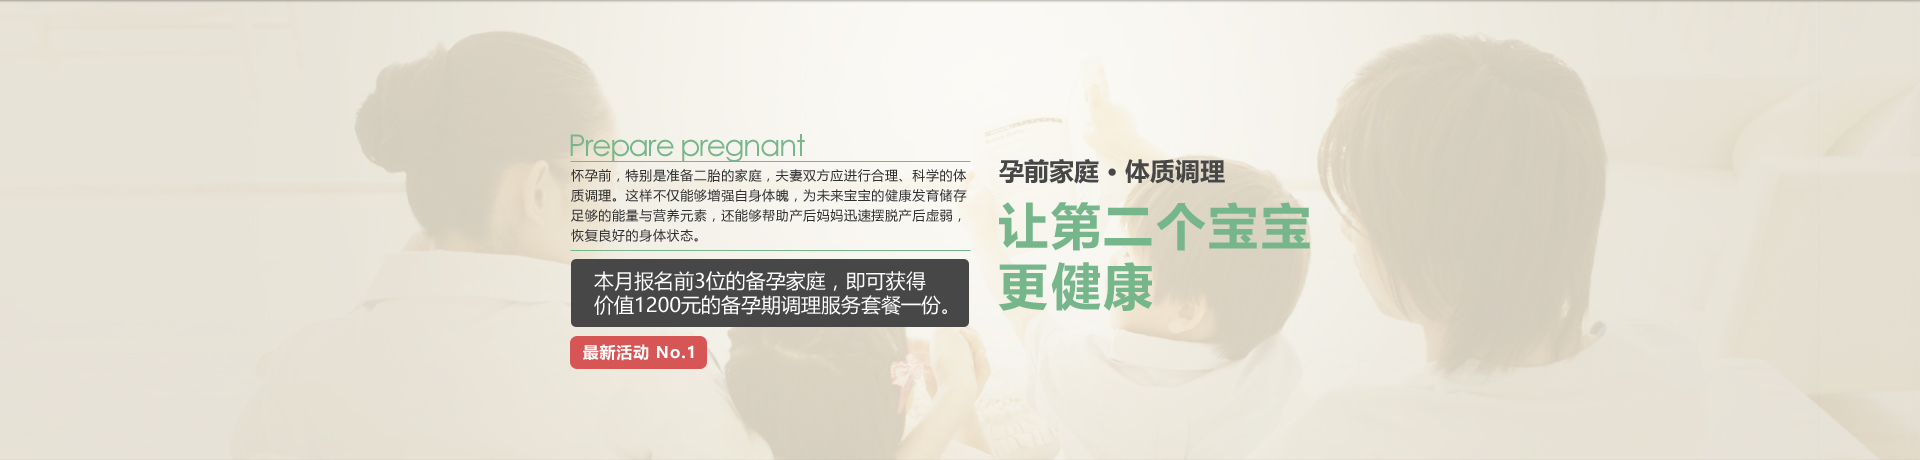 Prepare pregnant
怀孕前，特别是准备二胎的家庭，夫妻双方应进行合理、科学的体
质调理。这样不仅能够增强自身体魄，为未来宝宝的健康发育储存
足够的能量与营养元素，还能够帮助产后妈妈迅速摆脱产后虚弱，
恢复良好的身体状态。
本月报名前3位的备孕家庭，即可获得
价值1200元的备孕期调理服务套餐一份。
最新活动 No.1
孕前家庭·体质调理
让第二个宝宝
更健康